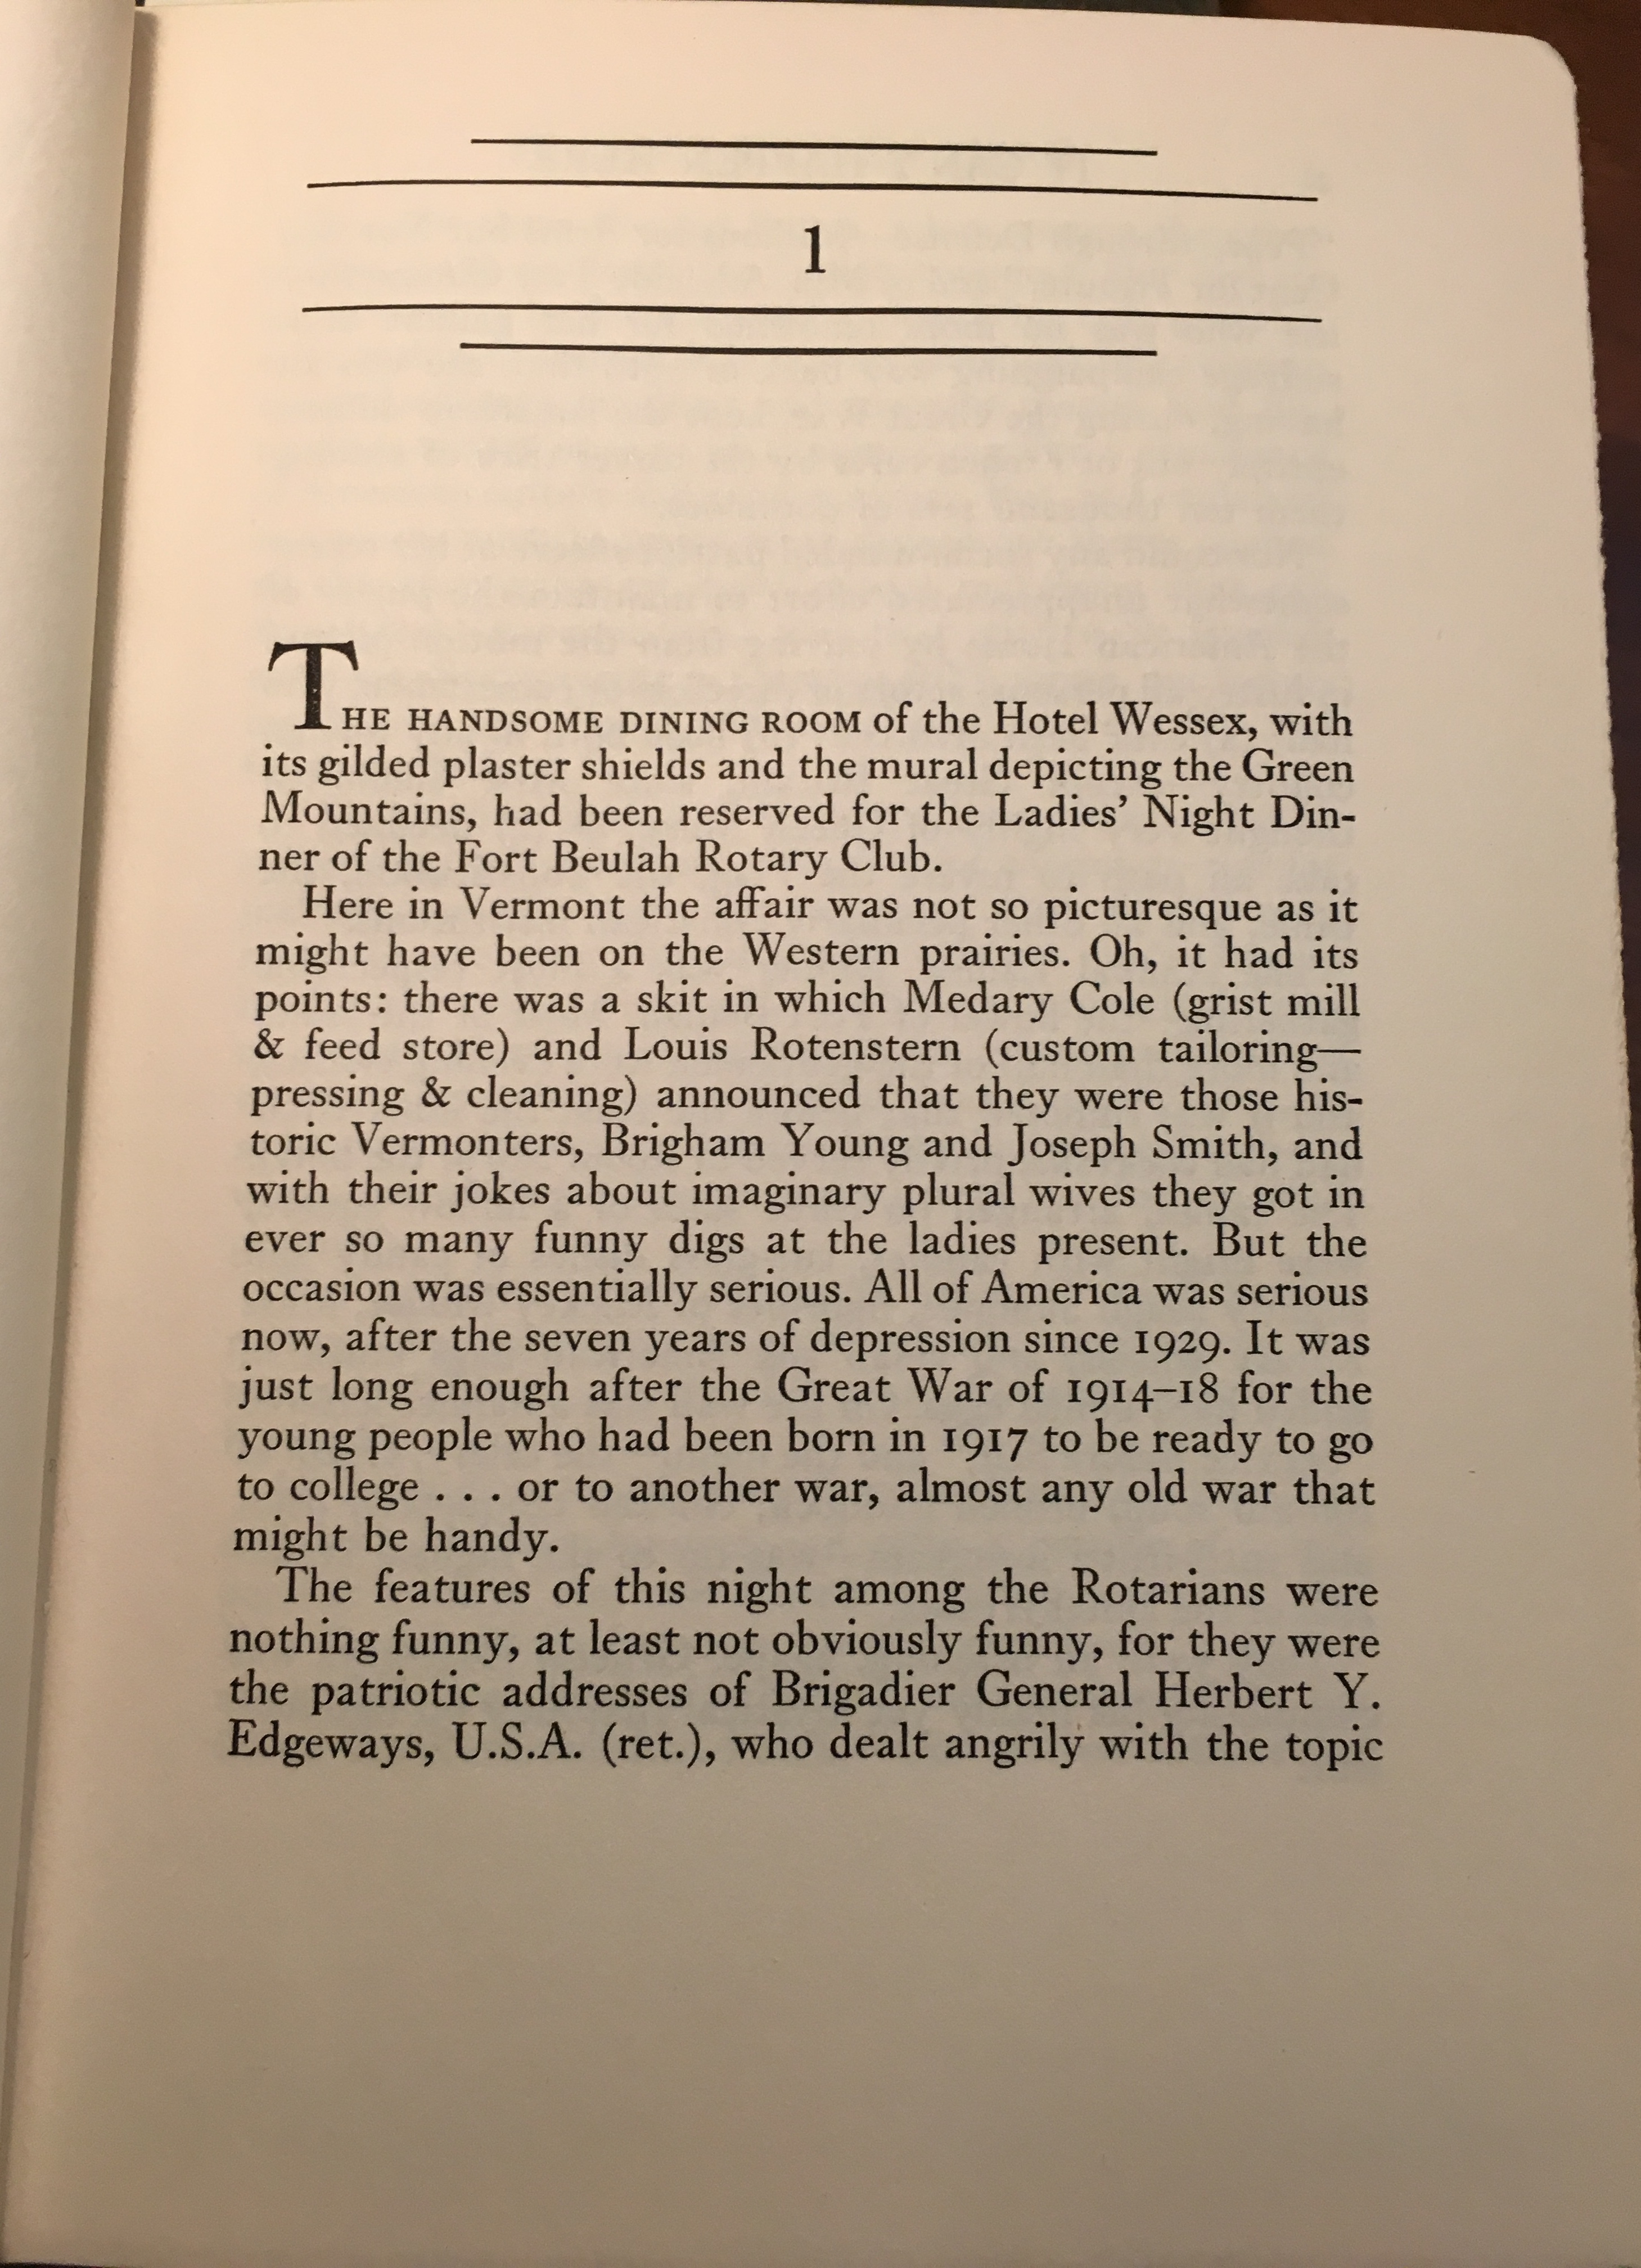 1
THE HANDSOME DINING ROOM of the Hotel Wessex, with
its gilded plaster shields and the mural depicting the Green
Mountains, had been reserved for the Ladies’ Night Din-
ner of the Fort Beulah Rotary Club.
Here in Vermont the affair was not so picturesque as it
might have been on the Western prairies. Oh, it had its
points: there was a skit in which Medary Cole (grist mill
& feed store) and Louis Rotenstern (custom tailoring—
pressing & cleaning) announced that they were those his-
toric Vermonters, Brigham Young and Joseph Smith, and
with their jokes about imaginary plural wives they got in
ever so many funny digs at the ladies present. But the
occasion was essentially serious. All of America was serious
now, after the seven years of depression since 1929. It was
just long enough after the Great War of 1914–18 for the
young people who had been born in 1917 to be ready to go
to college . . . or to another war, almost any old war that
might be handy.
The features of this night among the Rotarians were
nothing funny, at least not obviously funny, for they were
the patriotic addresses of Brigadier General Herbert Y.
Edgeways, U.S.A. (ret.), who dealt angrily with the topic